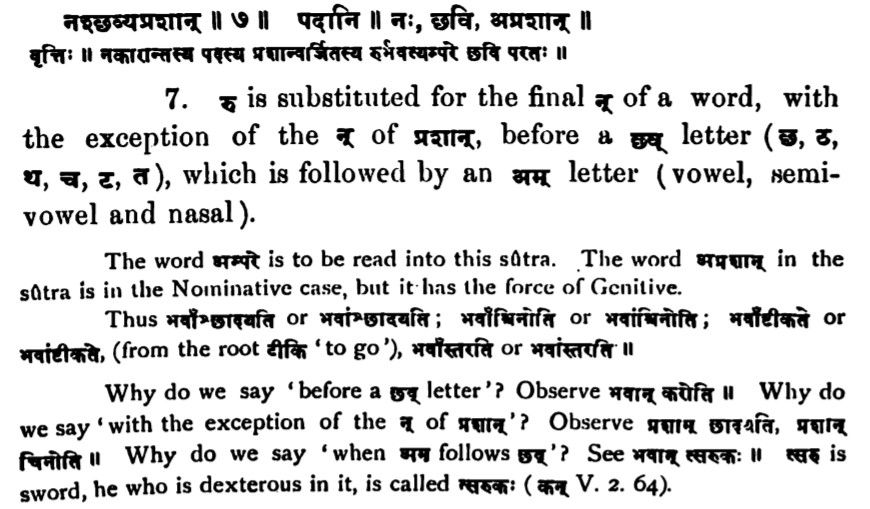 नश्छव्यप्रशान् ॥ ७ ॥ पदानि ॥ नः, छवि, अप्रशान् ॥
वृत्तिः ॥ नकारान्तस्य पदस्य प्रशान्वर्जितस्य रुर्भवत्यम्परे छवि परतः ॥
7. रु is substituted for the final न् of a word, with
the exception of the न् of प्रशान्, before a छव् letter (छ, ठ,
थ, च, ट, त), which is followed by an अम् letter (vowel, semi-
vowel and nasal).
The word अम्परे is to be read into this sûtra. The word अप्रशान् in the
sûtra is in the Nominative case, but it has the force of Genitive.
Thus भवाँश्छादयति or भवांश्छादयति ; भवाँश्चिनोति or भवांश्चिनोति ; भवाँष्टीकते or
भवांष्टीकते, (from the root टीकि 'to go'), भवाँस्तरति or भवांस्तरति ॥
Why do we say 'before a छव् letter'? Observe भवान् करोति ॥ Why do
we say 'with the exception of the न् of प्रशान्'? Observe प्रशान् छादयति, प्रशान्
चिनोति ॥ Why do we say 'when अम follows छव्'? See भवान् त्सरुकः ॥ त्सरु is
sword, he who is dexterous in it, is called त्सरुकः ( कन् V. 2. 64).